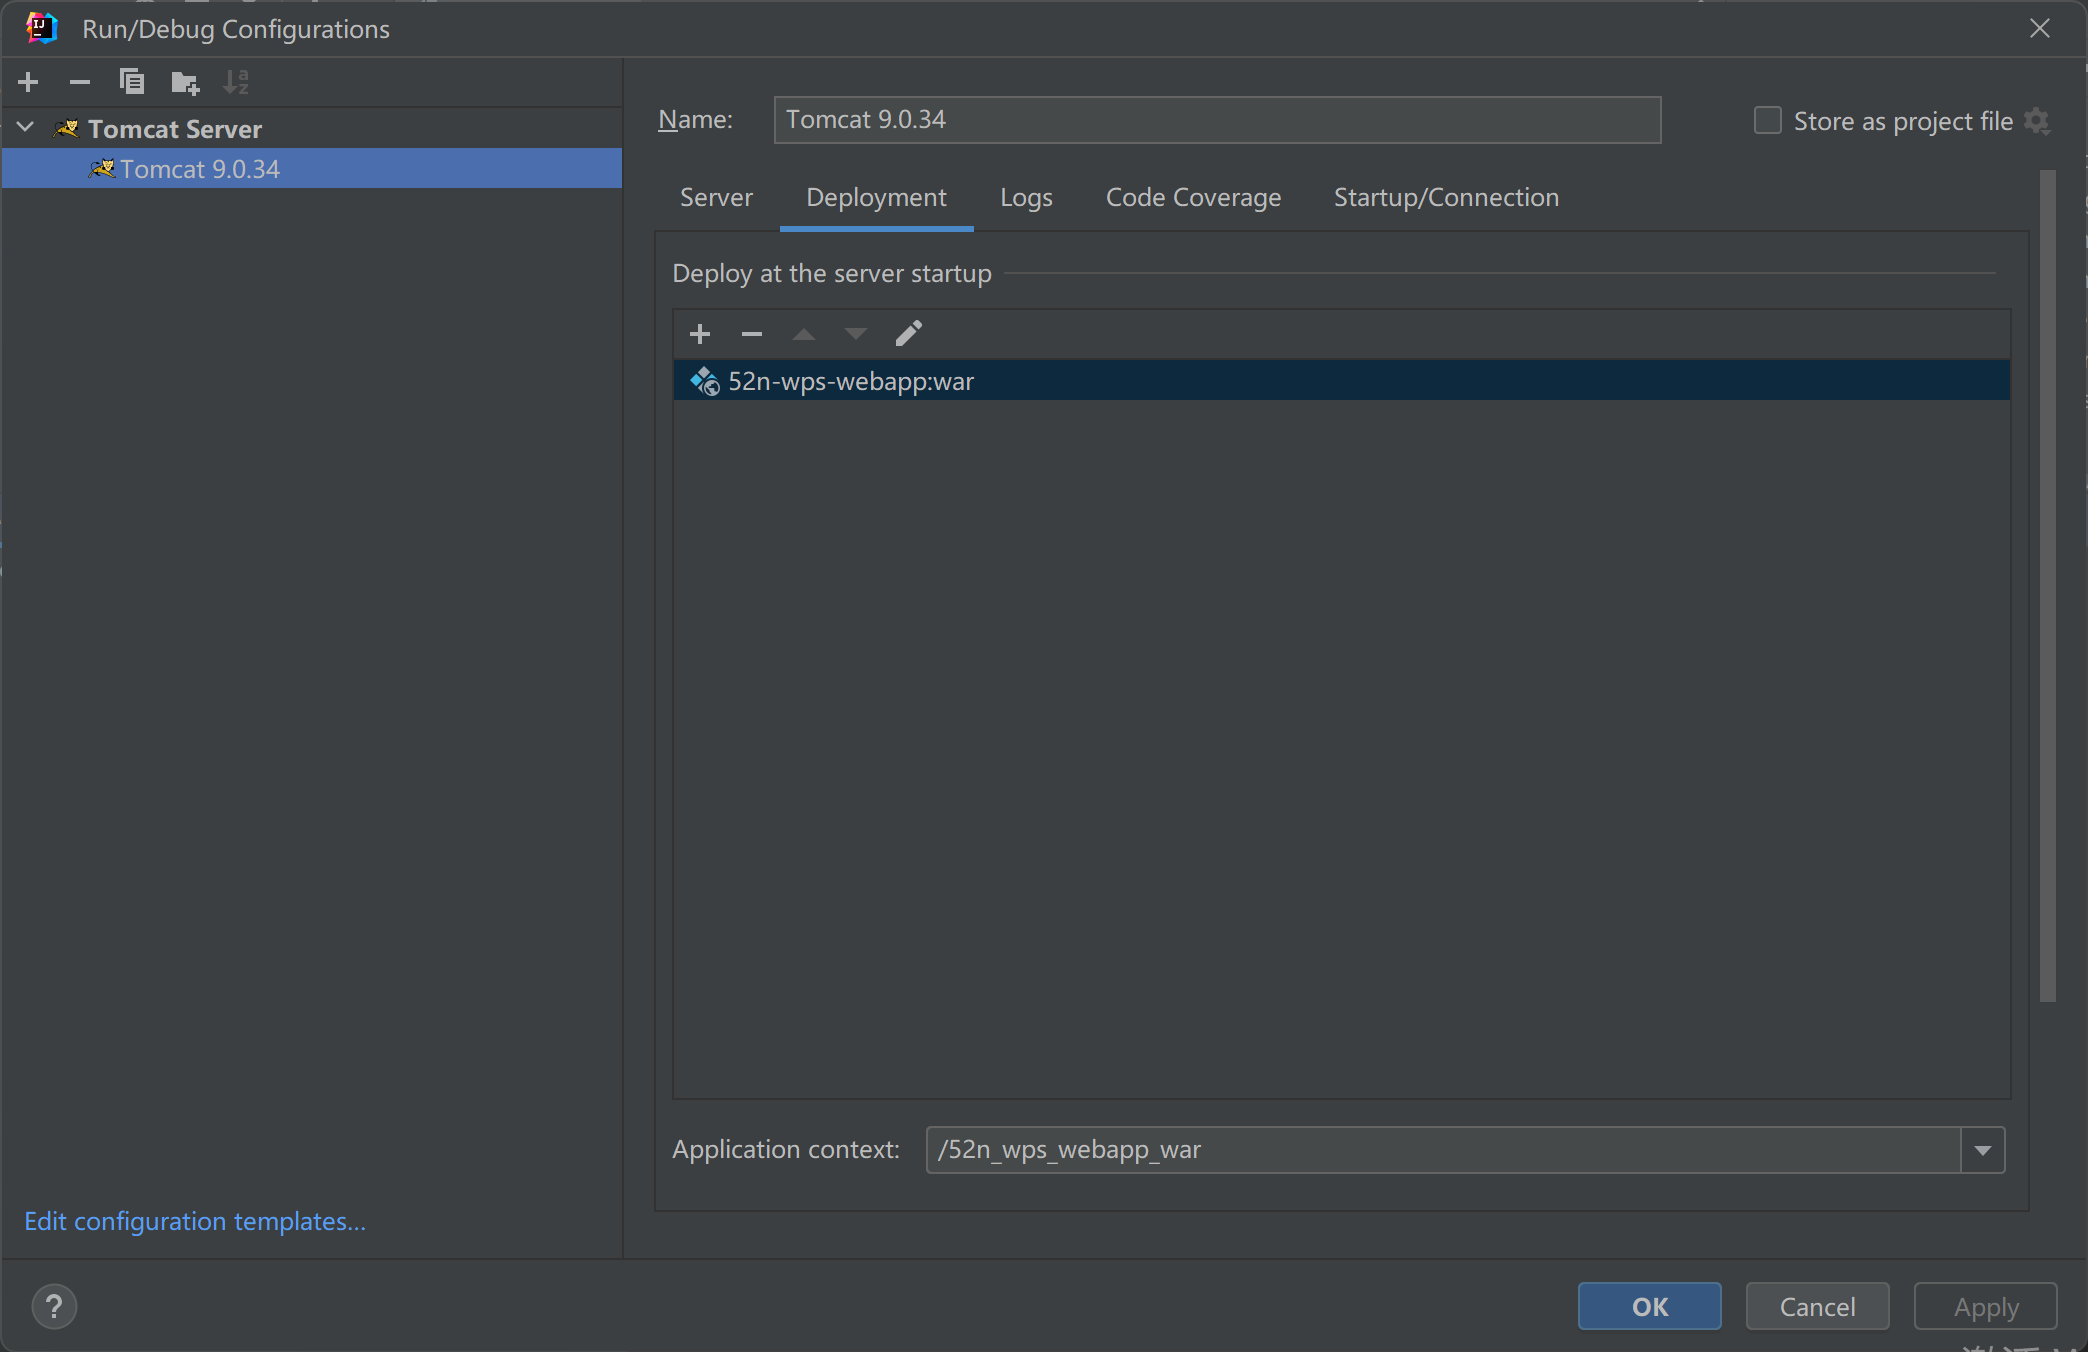 Run/Debug Configurations
Tomcat Server
Tomcat 9.0.34
Name: Tomcat 9.0.34
Store as project file
Server Deployment Logs Code Coverage Startup/Connection
Deploy at the server startup
52n-wps-webapp:war
Application context: /52n_wps_webapp_war
Edit configuration templates...
? OK Cancel Apply